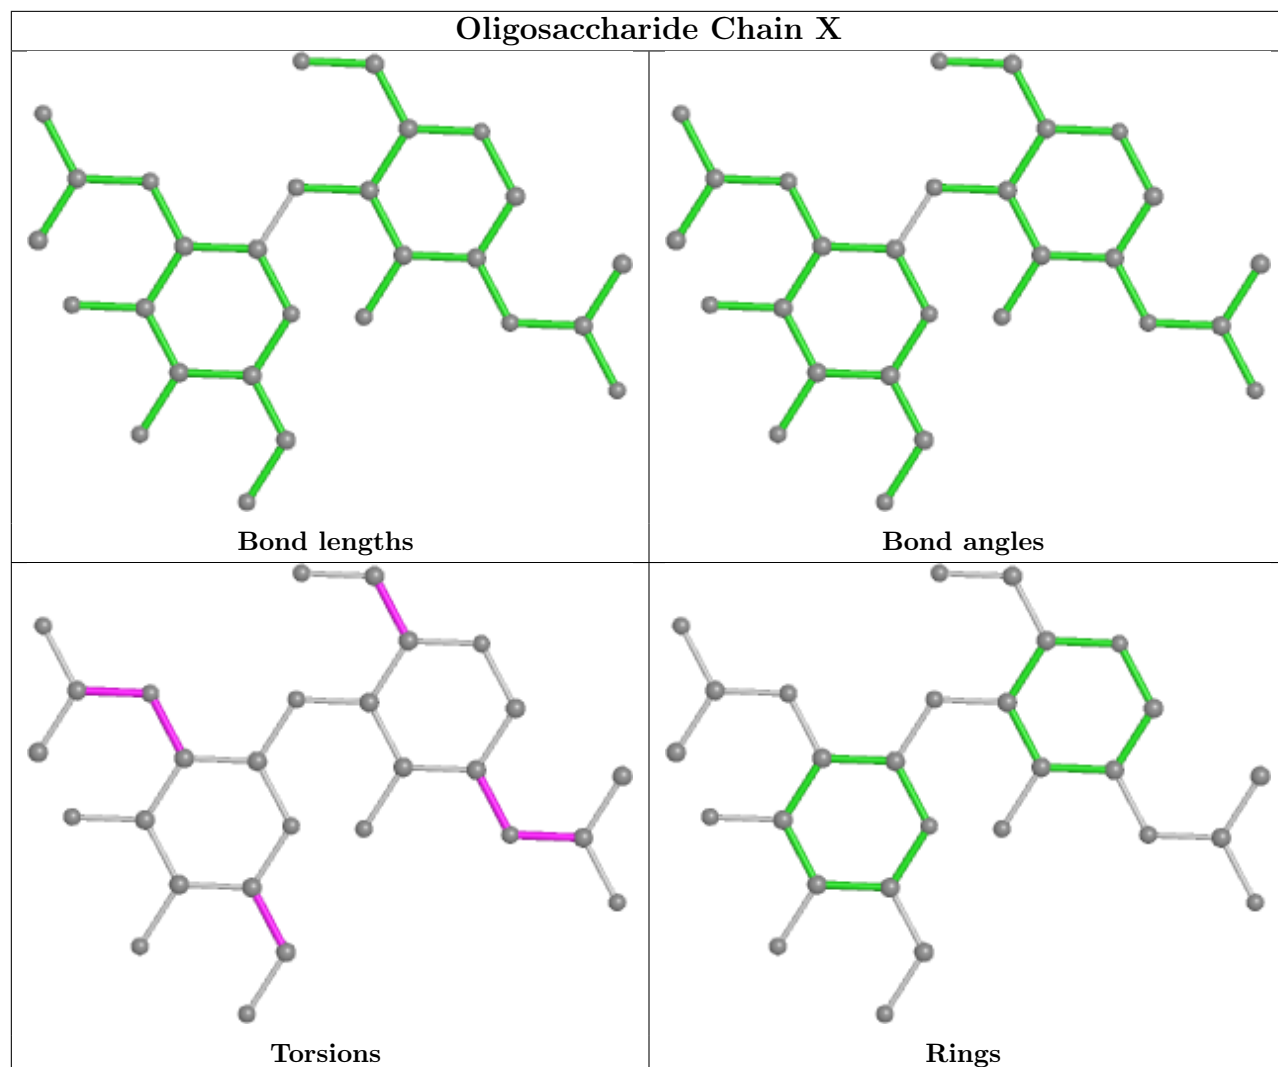 Oligosaccharide Chain X
Bond lengths
Bond angles
Torsions
Rings